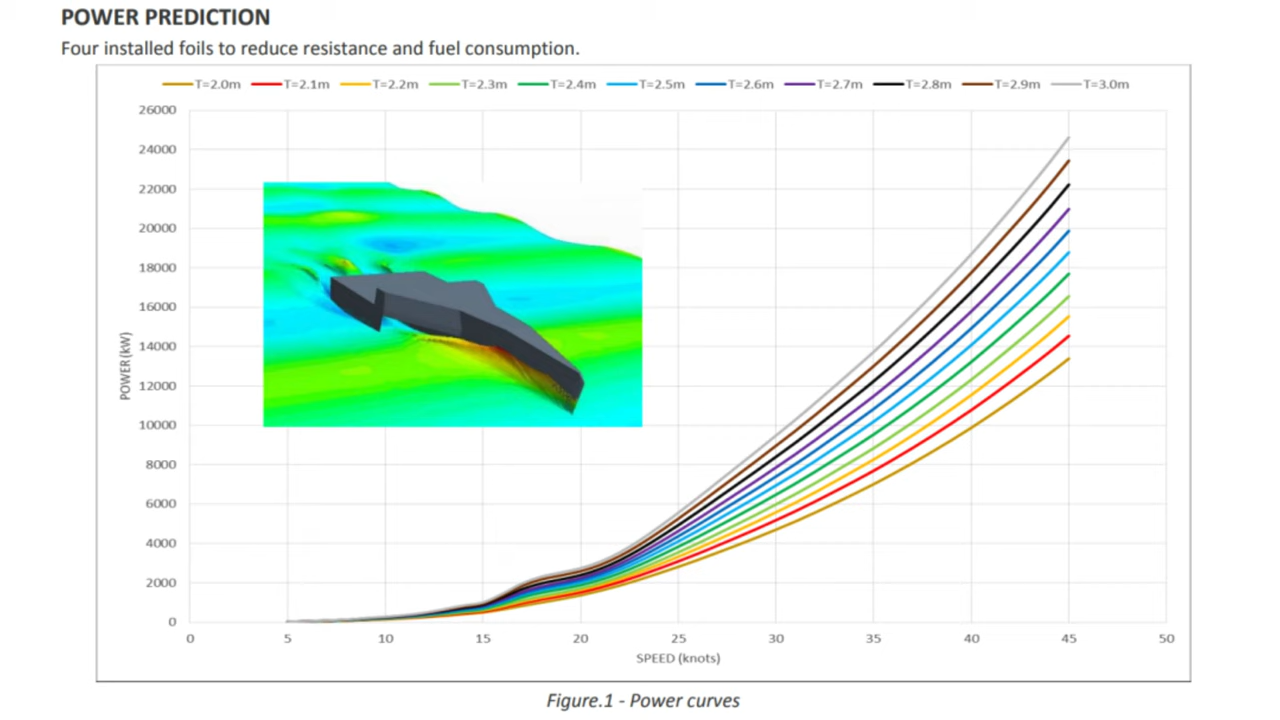 POWER PREDICTION
Four installed foils to reduce resistance and fuel consumption.
T=2.0m T=2.1m T=2.2m T=2.3m T=2.4m T=2.5m T=2.6m T=2.7m T=2.8m T=2.9m T=3.0m
26000
24000
22000
20000
18000
16000
14000
12000
10000
8000
6000
4000
2000
0
POWER (kW)
0 5 10 15 20 25 30 35 40 45 50
SPEED (knots)
Figure.1 - Power curves